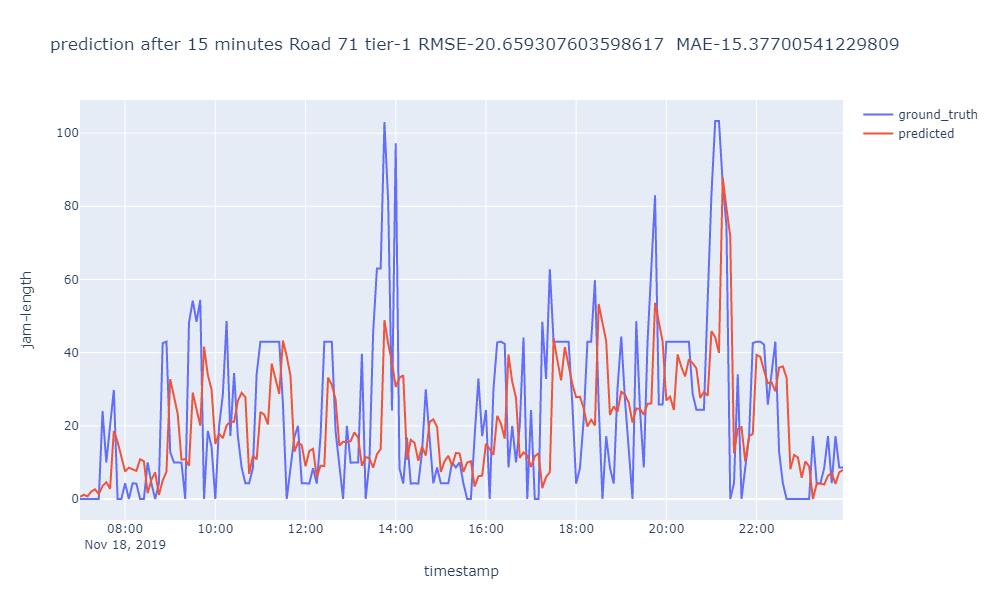 prediction after 15 minutes Road 71 tier-1 RMSE-20.659307603598617  MAE-15.37700541229809
ground_truth
predicted
100
80
60
40
20
0
jam-length
08:00
10:00
12:00
14:00
16:00
18:00
20:00
22:00
Nov 18, 2019
timestamp